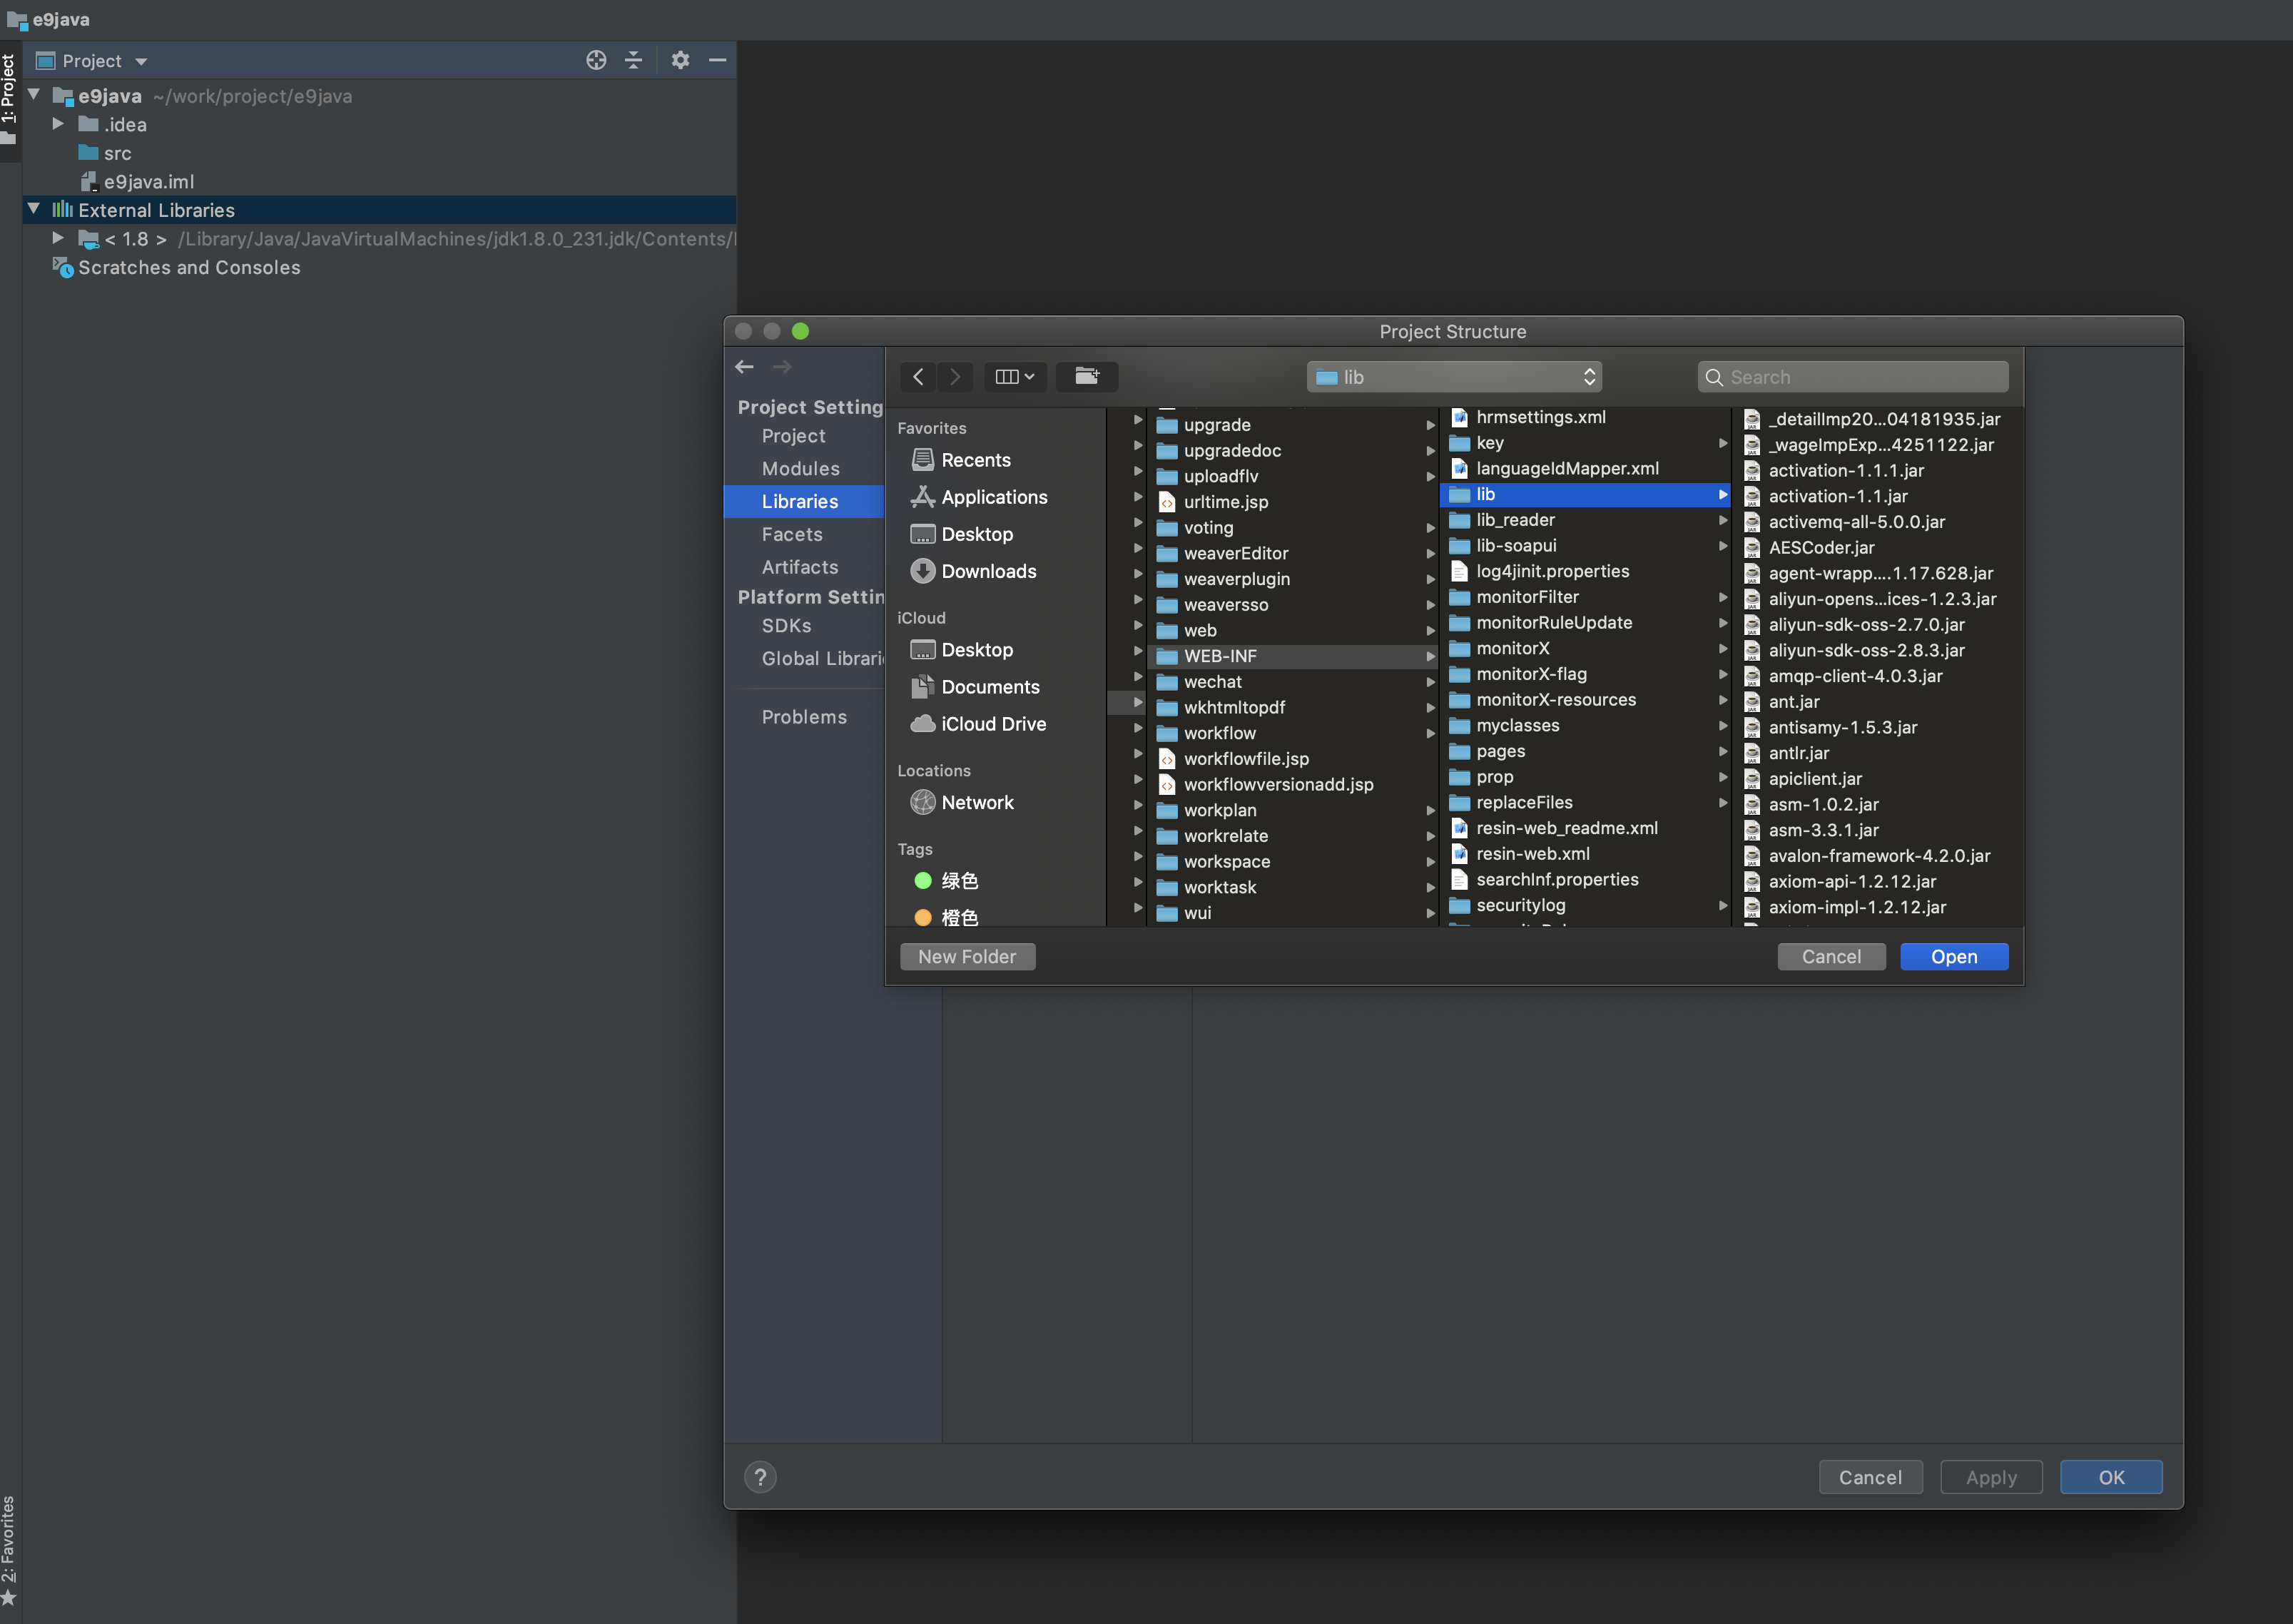 e9java
1: Project
Project
e9java ~/work/project/e9java
.idea
src
e9java.iml
External Libraries
< 1.8 > /Library/Java/JavaVirtualMachines/jdk1.8.0_231.jdk/Contents/
Scratches and Consoles
2: Favorites
Project Structure
Project Setting
Project
Modules
Libraries
Facets
Artifacts
Platform Settin
SDKs
Global Librari
Problems
lib
Search
Favorites
Recents
Applications
Desktop
Downloads
iCloud
Desktop
Documents
iCloud Drive
Locations
Network
Tags
绿色
橙色
upgrade
upgradedoc
uploadflv
urltime.jsp
voting
weaverEditor
weaverplugin
weaversso
web
WEB-INF
wechat
wkhtmltopdf
workflow
workflowfile.jsp
workflowversionadd.jsp
workplan
workrelate
workspace
worktask
wui
hrmsettings.xml
key
languageIdMapper.xml
lib
lib_reader
lib-soapui
log4jinit.properties
monitorFilter
monitorRuleUpdate
monitorX
monitorX-flag
monitorX-resources
myclasses
pages
prop
replaceFiles
resin-web_readme.xml
resin-web.xml
searchInf.properties
securitylog
_detailImp20...04181935.jar
_wageImpExp...4251122.jar
activation-1.1.1.jar
activation-1.1.jar
activemq-all-5.0.0.jar
AESCoder.jar
agent-wrapp....1.17.628.jar
aliyun-opens...ices-1.2.3.jar
aliyun-sdk-oss-2.7.0.jar
aliyun-sdk-oss-2.8.3.jar
amqp-client-4.0.3.jar
ant.jar
antisamy-1.5.3.jar
antlr.jar
apiclient.jar
asm-1.0.2.jar
asm-3.3.1.jar
avalon-framework-4.2.0.jar
axiom-api-1.2.12.jar
axiom-impl-1.2.12.jar
New Folder
Cancel
Open
?
Cancel
Apply
OK